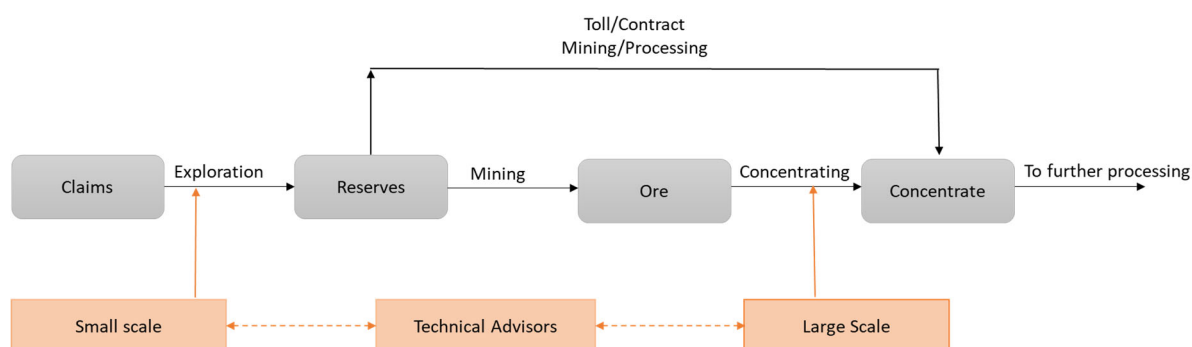 Toll/Contract
Mining/Processing
Claims
Exploration
Reserves
Mining
Ore
Concentrating
Concentrate
To further processing
Small scale
Technical Advisors
Large Scale